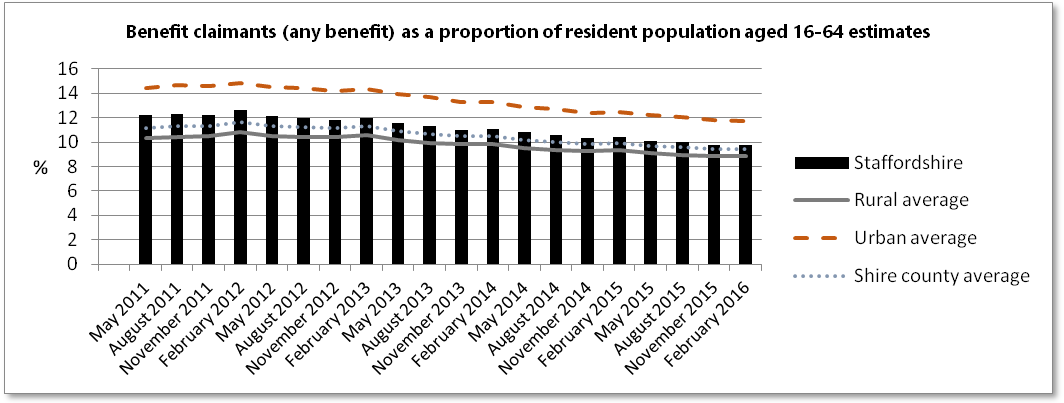 Benefit claimants (any benefit) as a proportion of resident population aged 16-64 estimates
16
14
12
10
8
6
4
2
0
%
May 2011
August 2011
November 2011
February 2012
May 2012
August 2012
November 2012
February 2013
May 2013
August 2013
November 2013
February 2014
May 2014
August 2014
November 2014
February 2015
May 2015
August 2015
November 2015
February 2016
Staffordshire
Rural average
Urban average
Shire county average